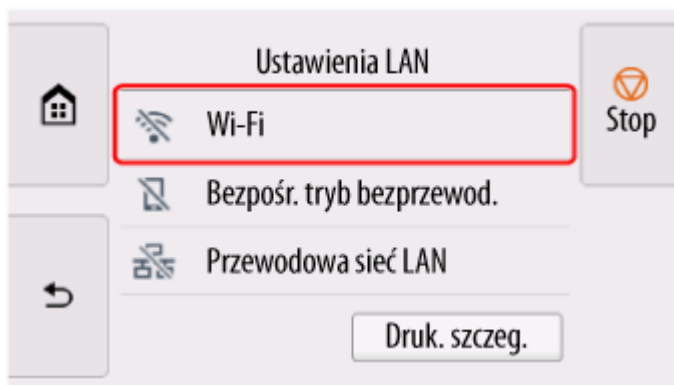 Ustawienia LAN
Wi-Fi
Stop
Bezpośr. tryb bezprzewod.
Przewodowa sieć LAN
Druk. szczeg.